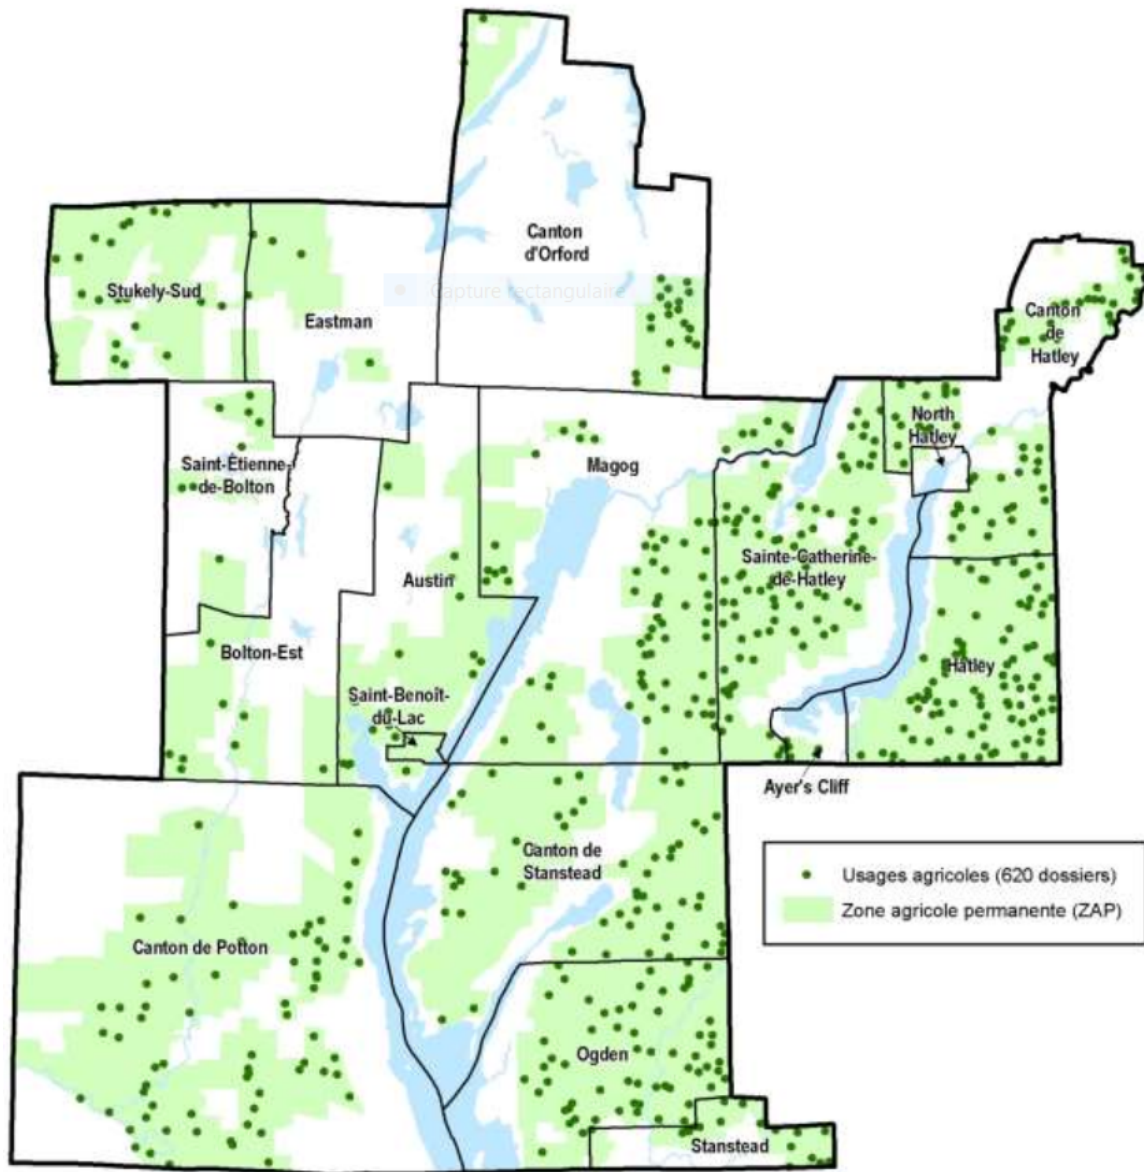 Canton
d'Orford
Capture rectangulaire
Stukely-Sud
Eastman
Canton
de
Hatley
North
Hatley
Magog
Saint-Étienne-
de-Bolton
Sainte-Catherine-
de-Hatley
Austin
Bolton-Est
Hatley
Saint-Benoît-
du-Lac
Ayer's Cliff
Canton de
Stanstead
Usages agricoles (620 dossiers)
Zone agricole permanente (ZAP)
Canton de Potton
Ogden
Stanstead